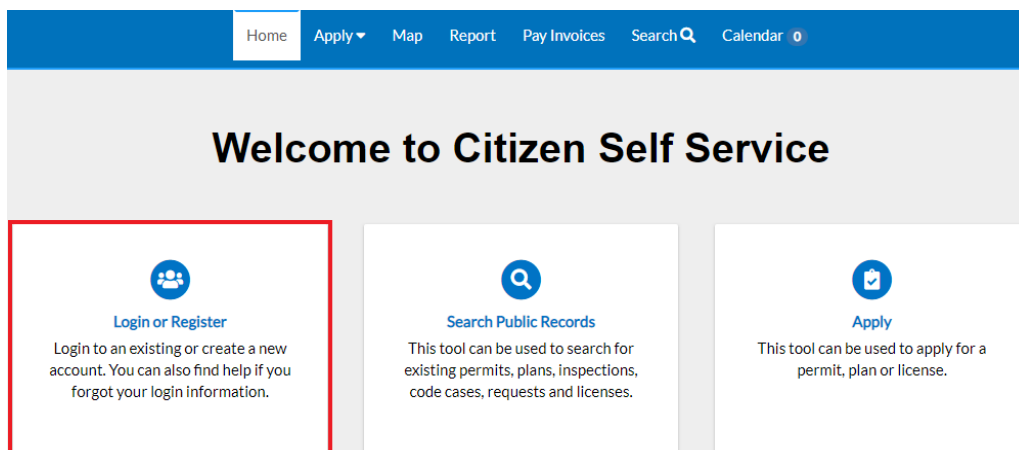 Home Apply Map Report Pay Invoices Search Calendar 0
Welcome to Citizen Self Service
Login or Register
Login to an existing or create a new
account. You can also find help if you
forgot your login information.
Search Public Records
This tool can be used to search for
existing permits, plans, inspections,
code cases, requests and licenses.
Apply
This tool can be used to apply for a
permit, plan or license.